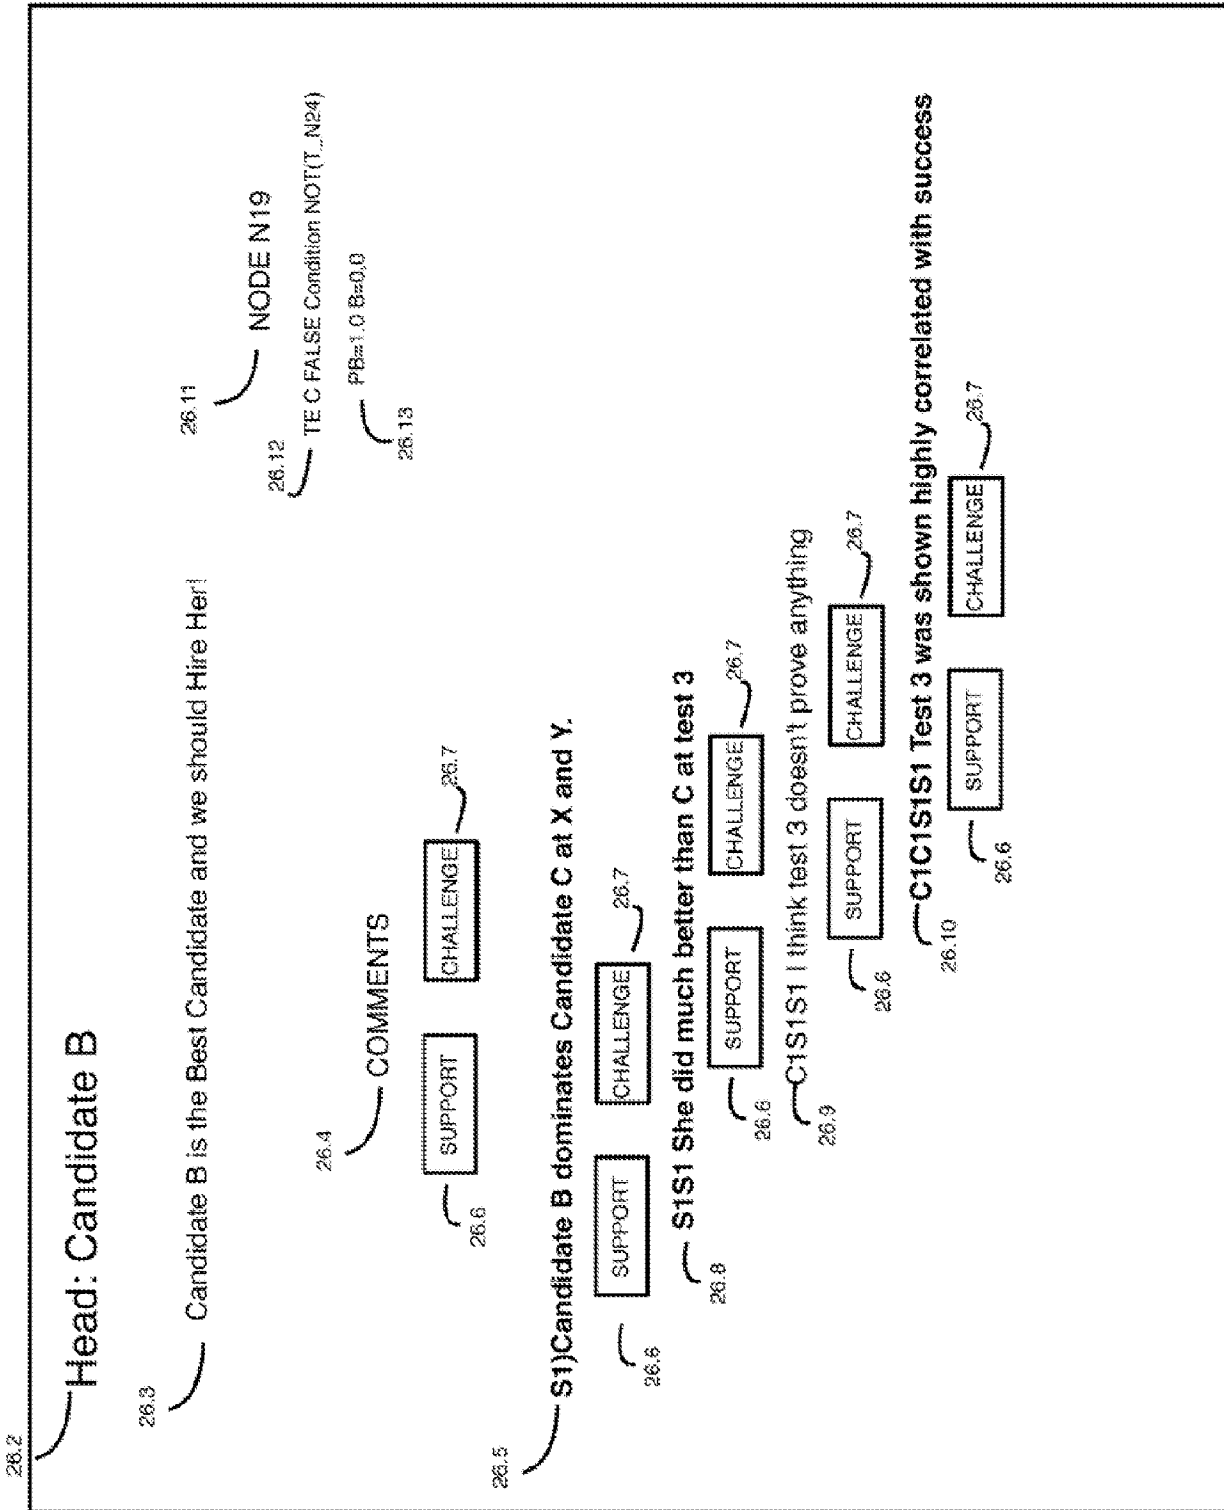 26.2
Head: Candidate B
26.3
Candidate B is the Best Candidate and we should Hire Her!
26.11
NODE N19
26.12
TE C FALSE Condition NOT(T_N24)
PB=1.0 B=0.0
26.13
26.4
COMMENTS
SUPPORT
CHALLENGE
26.6
26.7
26.5
S1)Candidate B dominates Candidate C at X and Y.
SUPPORT
CHALLENGE
26.6
26.7
S1S1 She did much better than C at test 3
26.8
SUPPORT
CHALLENGE
26.6
26.7
C1S1S1 I think test 3 doesn't prove anything
26.9
SUPPORT
CHALLENGE
26.6
26.7
C1C1S1S1 Test 3 was shown highly correlated with success
26.10
SUPPORT
CHALLENGE
26.6
26.7